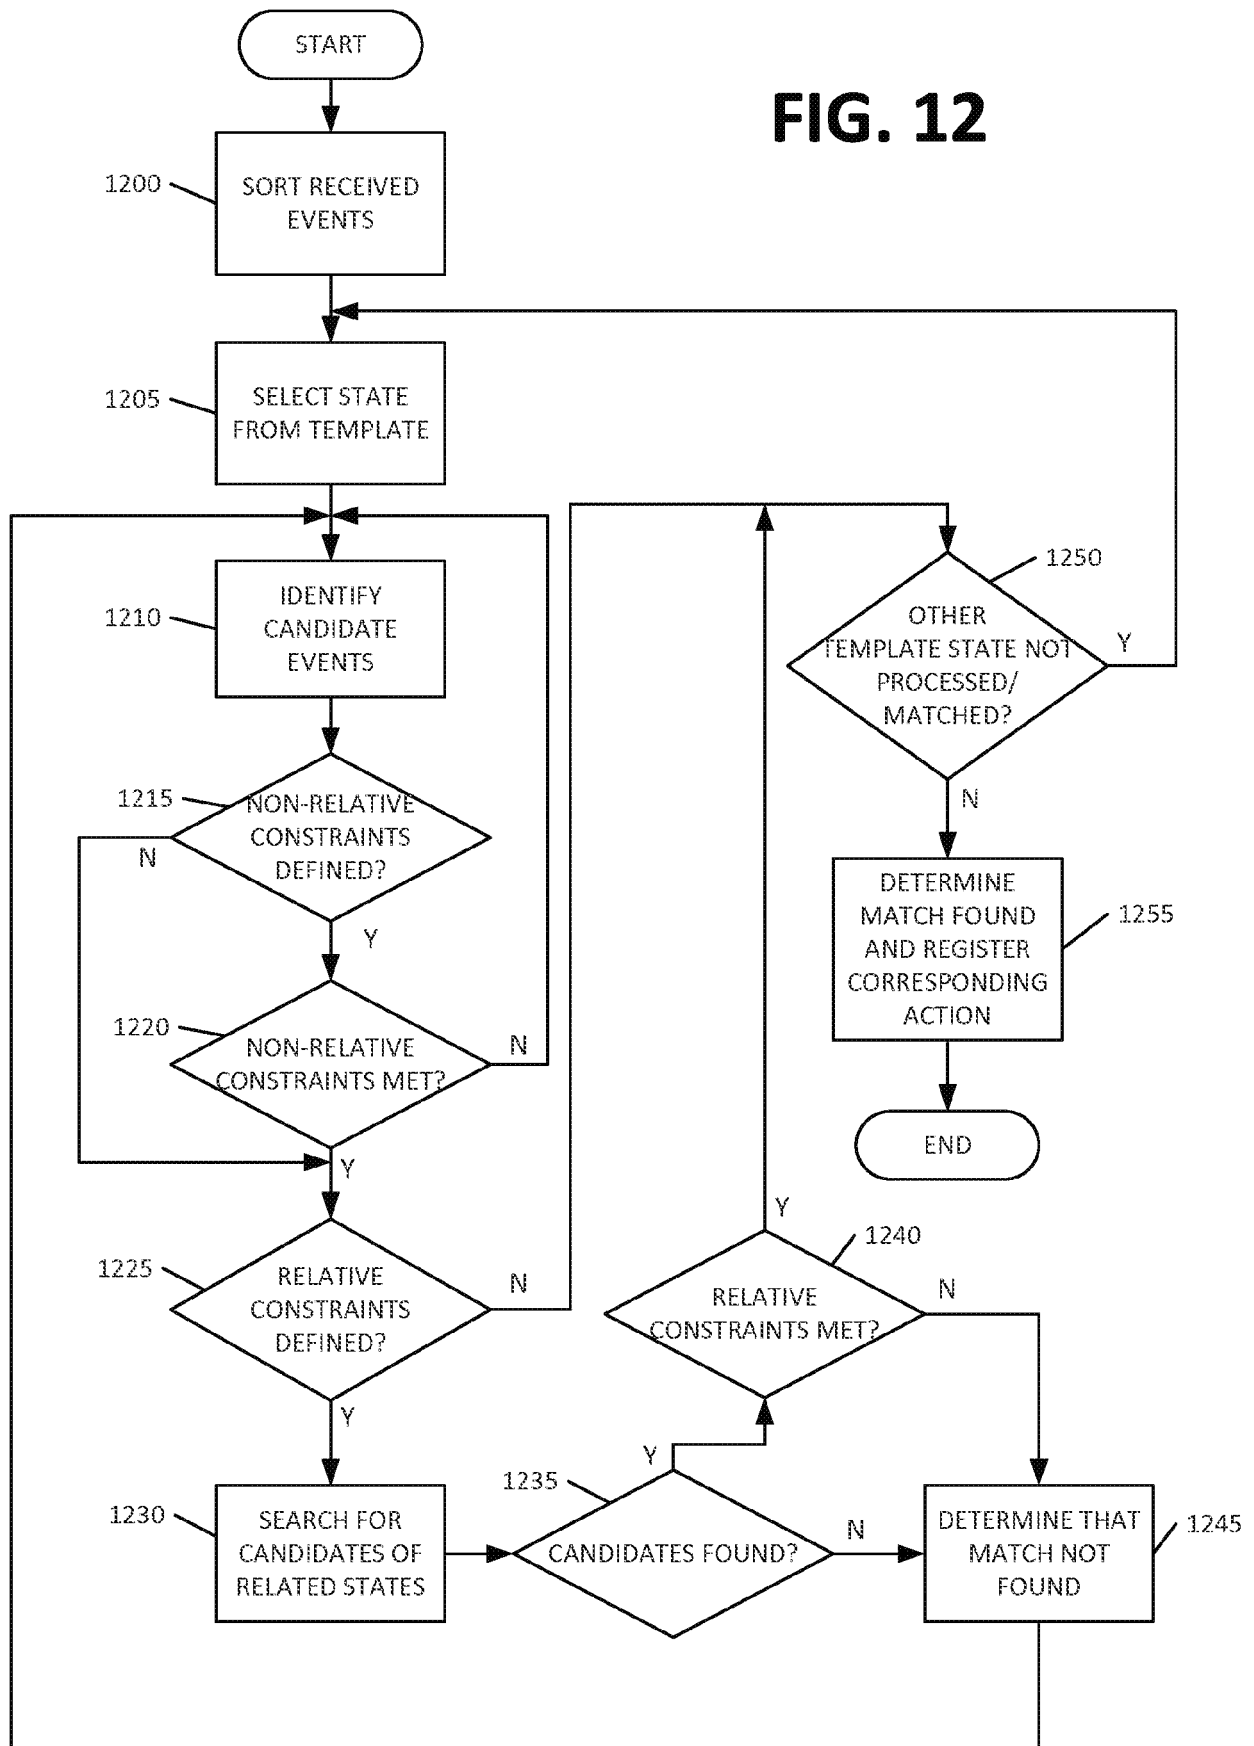 START
FIG. 12
1200
SORT RECEIVED
EVENTS
1205
SELECT STATE
FROM TEMPLATE
1210
IDENTIFY
CANDIDATE
EVENTS
1215
NON-RELATIVE
CONSTRAINTS
DEFINED?
N
Y
1220
NON-RELATIVE
CONSTRAINTS MET?
N
Y
1225
RELATIVE
CONSTRAINTS
DEFINED?
N
Y
1230
SEARCH FOR
CANDIDATES OF
RELATED STATES
1235
CANDIDATES FOUND?
Y
N
1240
RELATIVE
CONSTRAINTS MET?
Y
N
1245
DETERMINE THAT
MATCH NOT
FOUND
1250
OTHER
TEMPLATE STATE NOT
PROCESSED/
MATCHED?
Y
N
1255
DETERMINE
MATCH FOUND
AND REGISTER
CORRESPONDING
ACTION
END